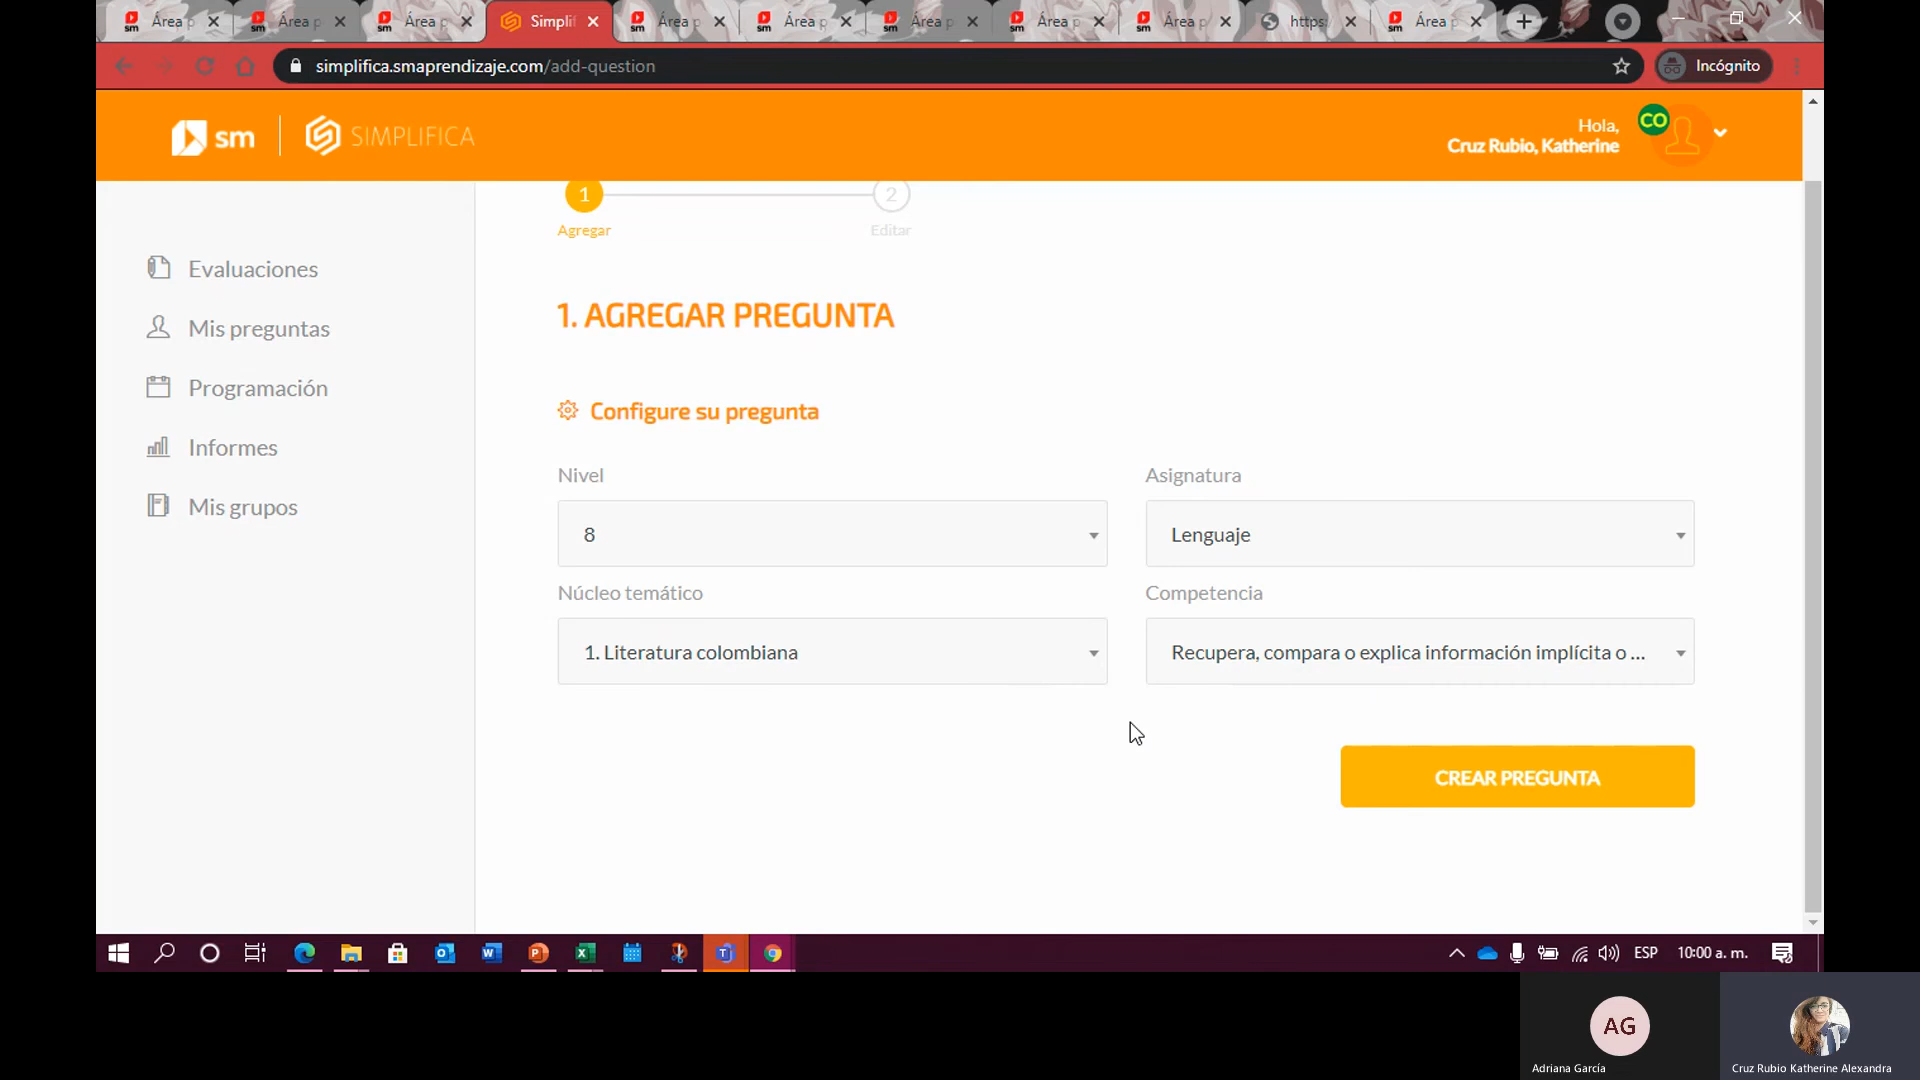 Área p
Área p
Área p
Simplifi
Área p
Área p
Área p
Área p
Área p
https:
Área p
simplifica.smaprendizaje.com/add-question
Incógnito
sm
SIMPLIFICA
Hola,
Cruz Rubio, Katherine
CO
1
2
Agregar
Editar
Evaluaciones
Mis preguntas
Programación
Informes
Mis grupos
1. AGREGAR PREGUNTA
Configure su pregunta
Nivel
Asignatura
8
Lenguaje
Núcleo temático
Competencia
1. Literatura colombiana
Recupera, compara o explica información implícita o ...
CREAR PREGUNTA
ESP
10:00 a. m.
AG
Adriana García
Cruz Rubio Katherine Alexandra